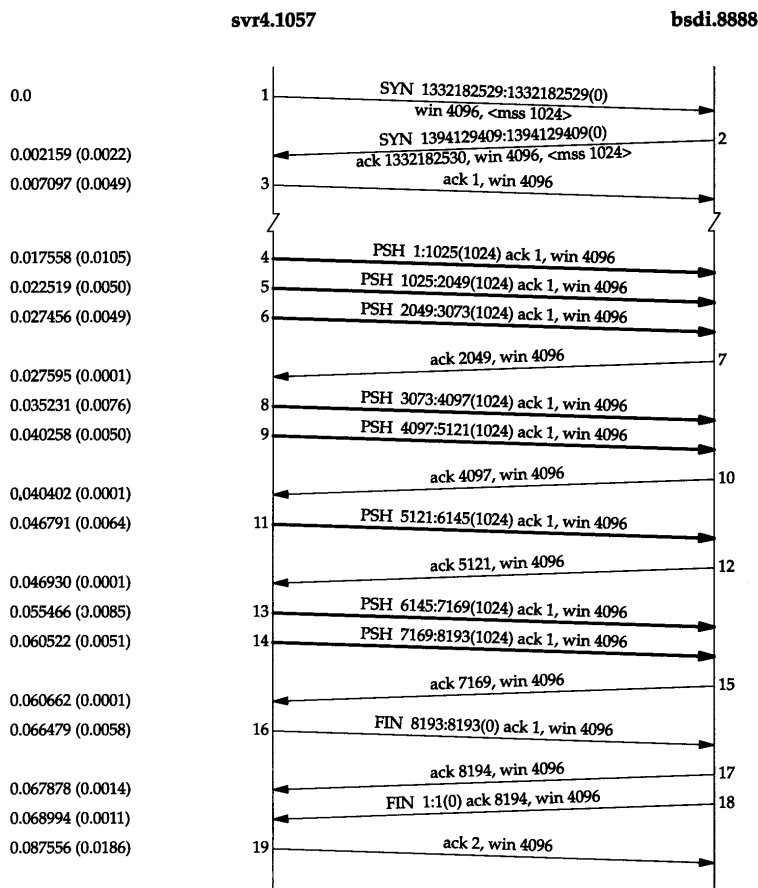 svr4.1057 bsdi.8888
0.0 1 SYN 1332182529:1332182529(0)
win 4096, <mss 1024>
SYN 1394129409:1394129409(0) 2
0.002159 (0.0022) ack 1332182530, win 4096, <mss 1024>
0.007097 (0.0049) 3 ack 1, win 4096
0.017558 (0.0105) 4 PSH 1:1025(1024) ack 1, win 4096
0.022519 (0.0050) 5 PSH 1025:2049(1024) ack 1, win 4096
0.027456 (0.0049) 6 PSH 2049:3073(1024) ack 1, win 4096
ack 2049, win 4096 7
0.027595 (0.0001)
0.035231 (0.0076) 8 PSH 3073:4097(1024) ack 1, win 4096
0.040258 (0.0050) 9 PSH 4097:5121(1024) ack 1, win 4096
ack 4097, win 4096 10
0.040402 (0.0001)
0.046791 (0.0064) 11 PSH 5121:6145(1024) ack 1, win 4096
ack 5121, win 4096 12
0.046930 (0.0001)
0.055466 (0.0085) 13 PSH 6145:7169(1024) ack 1, win 4096
0.060522 (0.0051) 14 PSH 7169:8193(1024) ack 1, win 4096
ack 7169, win 4096 15
0.060662 (0.0001)
0.066479 (0.0058) 16 FIN 8193:8193(0) ack 1, win 4096
ack 8194, win 4096 17
0.067878 (0.0014)
FIN 1:1(0) ack 8194, win 4096 18
0.068994 (0.0011)
0.087556 (0.0186) 19 ack 2, win 4096